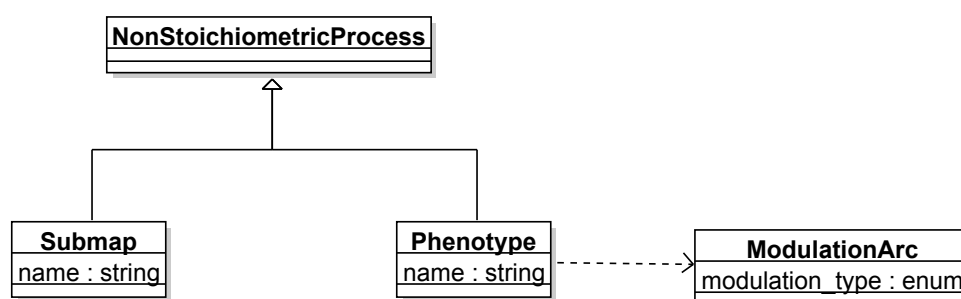 NonStoichiometricProcess
Submap
name : string
Phenotype
name : string
ModulationArc
modulation_type : enum